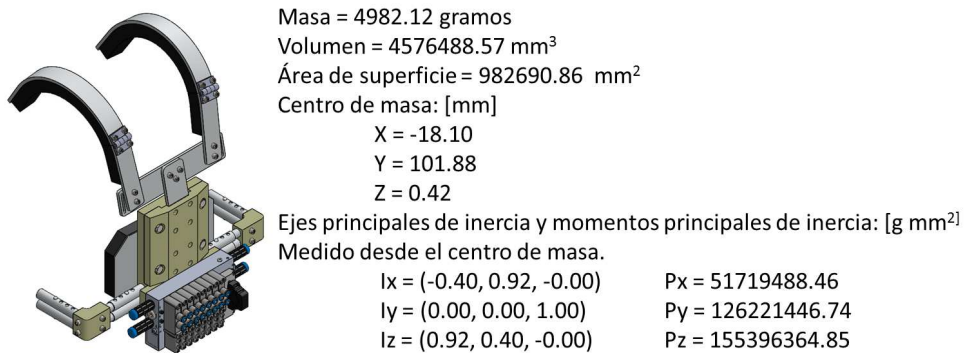 Masa = 4982.12 gramos
Volumen = 4576488.57 mm³
Área de superficie = 982690.86 mm²
Centro de masa: [mm]
X = -18.10
Y = 101.88
Z = 0.42
Ejes principales de inercia y momentos principales de inercia: [g mm²]
Medido desde el centro de masa.
Ix = (-0.40, 0.92, -0.00) Px = 51719488.46
Iy = (0.00, 0.00, 1.00) Py = 126221446.74
Iz = (0.92, 0.40, -0.00) Pz = 155396364.85